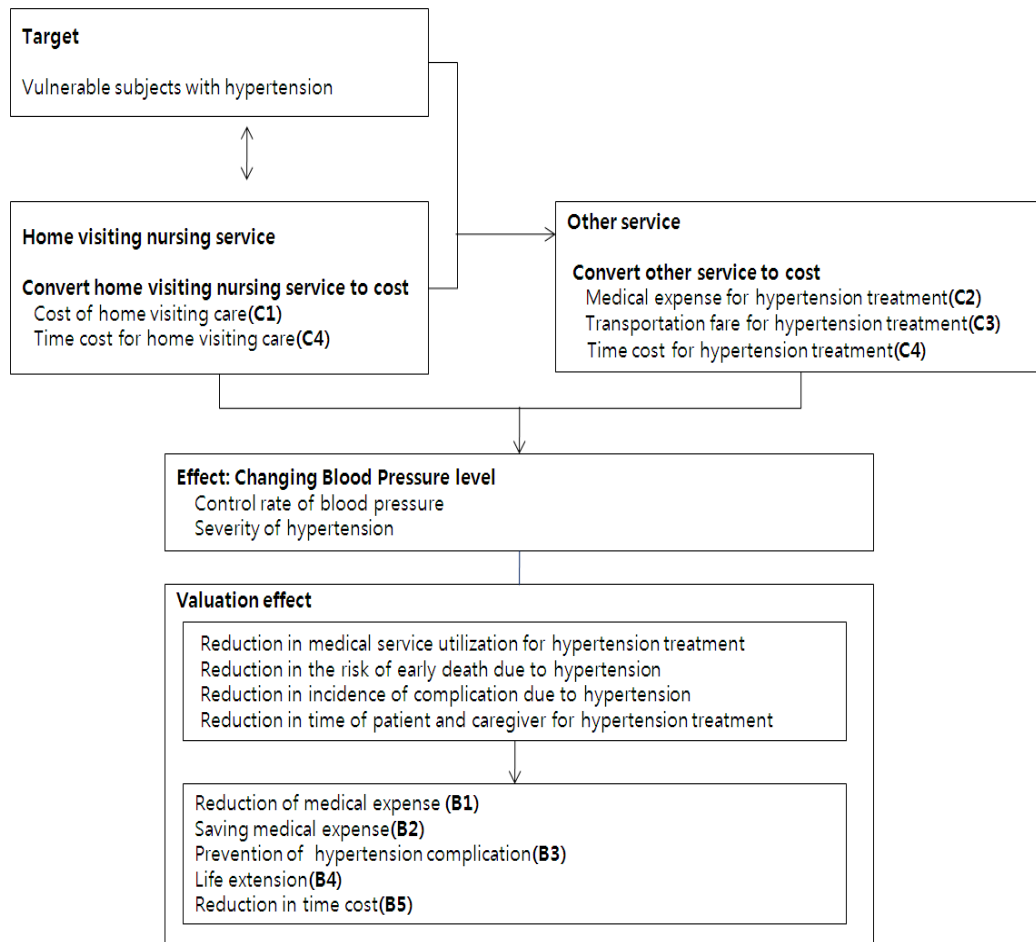 Target
Vulnerable subjects with hypertension
Home visiting nursing service
Convert home visiting nursing service to cost
Cost of home visiting care(C1)
Time cost for home visiting care(C4)
Other service
Convert other service to cost
Medical expense for hypertension treatment(C2)
Transportation fare for hypertension treatment(C3)
Time cost for hypertension treatment(C4)
Effect: Changing Blood Pressure level
Control rate of blood pressure
Severity of hypertension
Valuation effect
Reduction in medical service utilization for hypertension treatment
Reduction in the risk of early death due to hypertension
Reduction in incidence of complication due to hypertension
Reduction in time of patient and caregiver for hypertension treatment
Reduction of medical expense (B1)
Saving medical expense(B2)
Prevention of hypertension complication(B3)
Life extension(B4)
Reduction in time cost(B5)